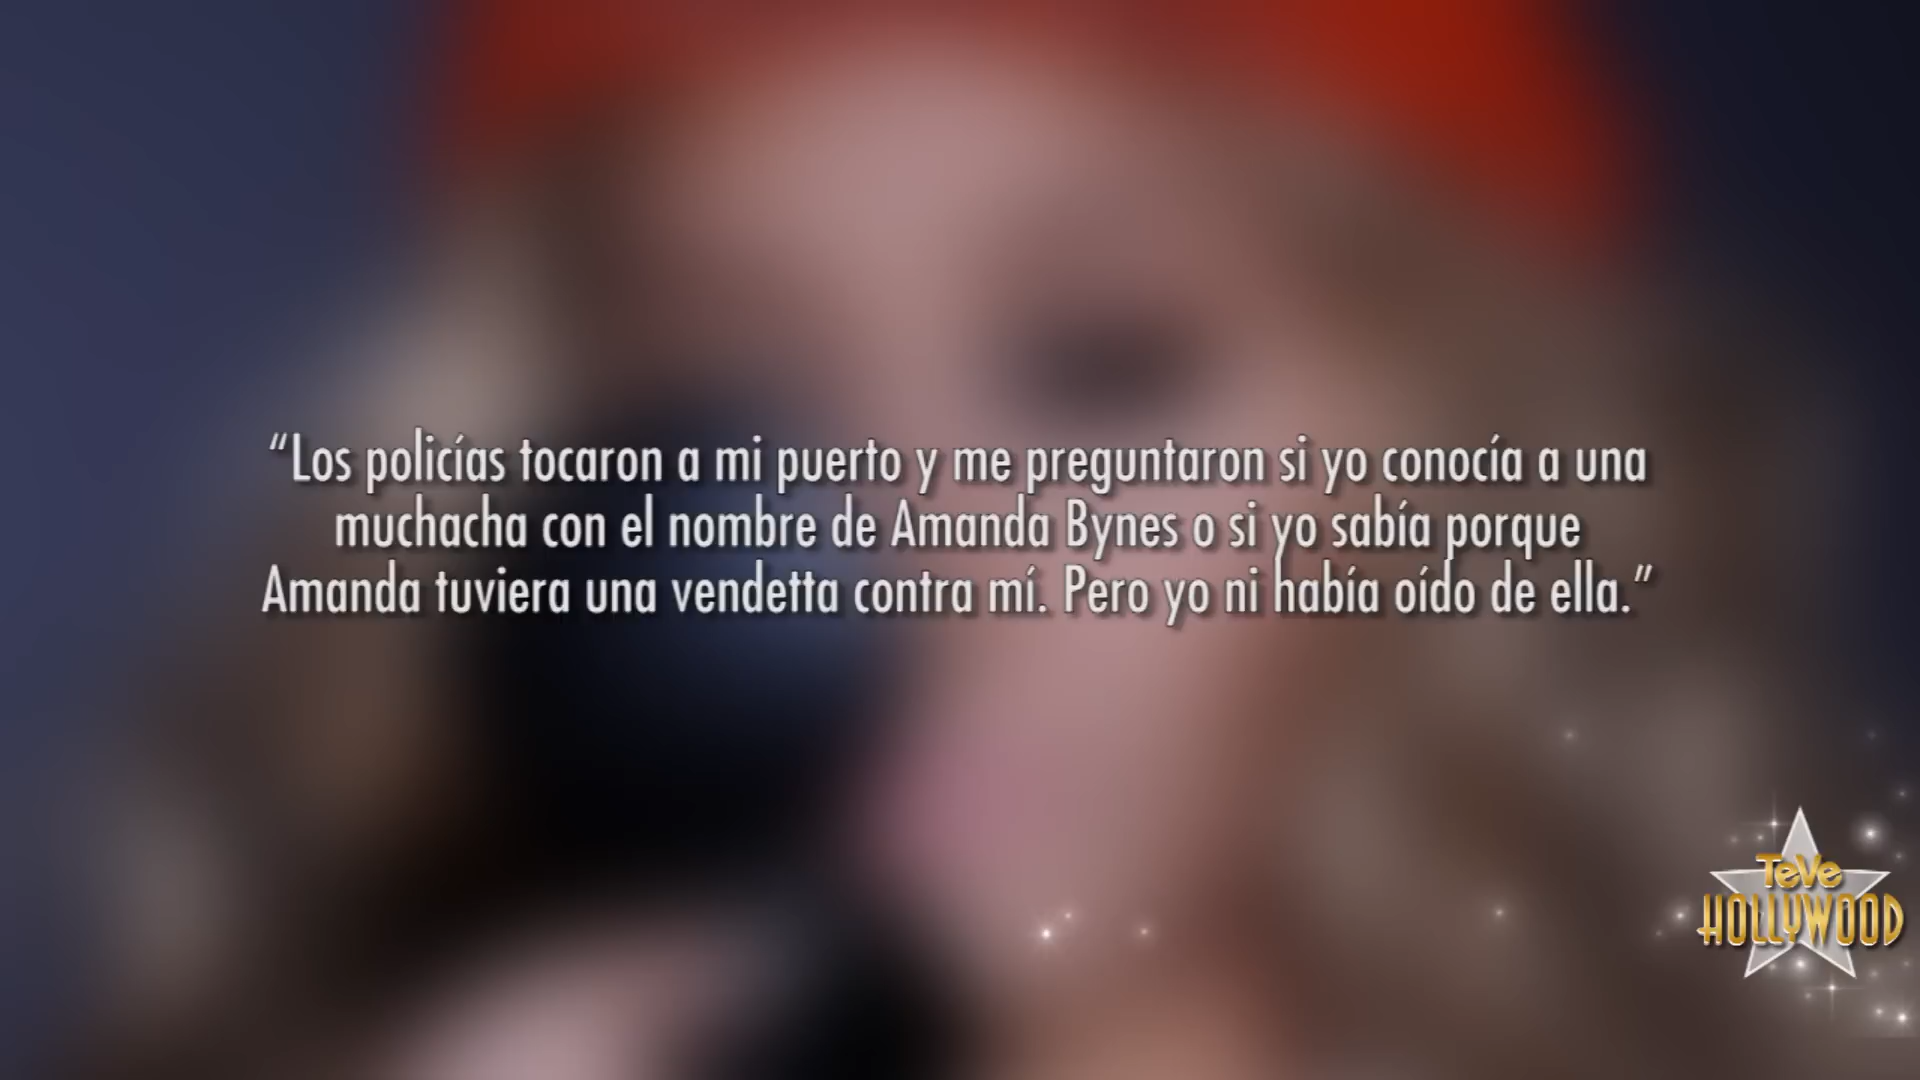 “Los policías tocaron a mi puerto y me preguntaron si yo conocía a una
muchacha con el nombre de Amanda Bynes o si yo sabía porque
Amanda tuviera una vendetta contra mí. Pero yo ni había oído de ella.”
TeVe
HOLLYWOOD